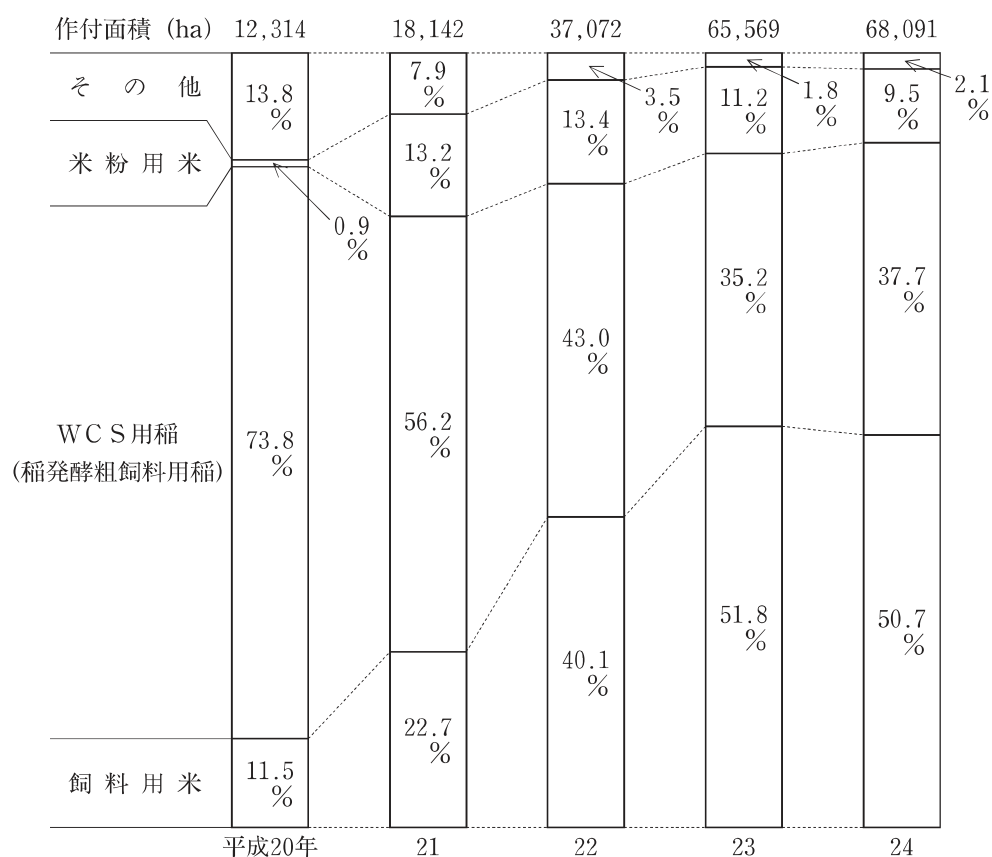 作付面積（ha） 12,314 18,142 37,072 65,569 68,091
その他 13.8% 7.9% 3.5% 1.8% 2.1%
米粉用米 0.9% 13.2% 13.4% 11.2% 9.5%
WCS用稲
(稲発酵粗飼料用稲) 73.8% 56.2% 43.0% 35.2% 37.7%
飼料用米 11.5% 22.7% 40.1% 51.8% 50.7%
平成20年 21 22 23 24